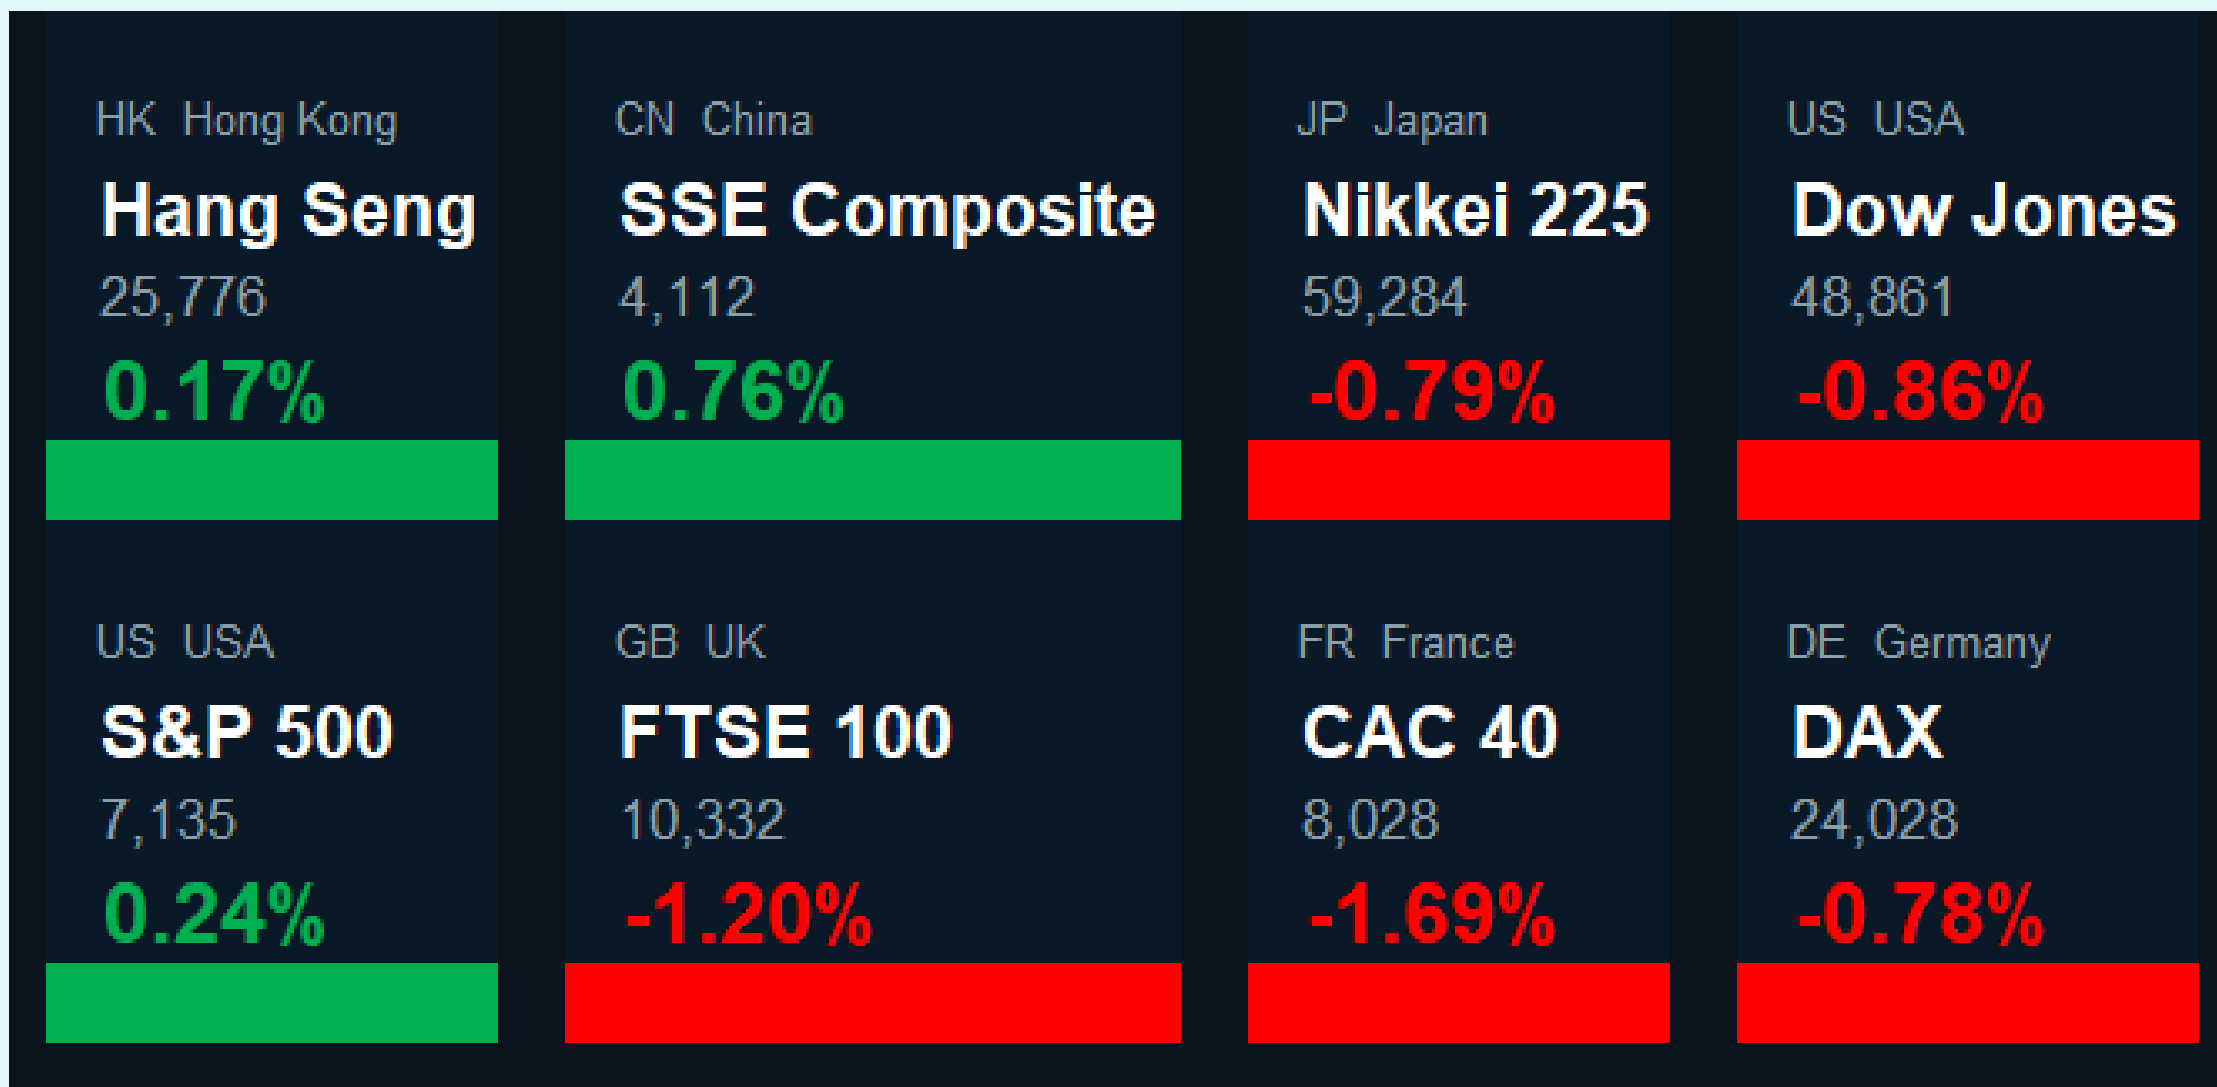 HK Hong Kong
Hang Seng
25,776
0.17%
CN China
SSE Composite
4,112
0.76%
JP Japan
Nikkei 225
59,284
-0.79%
US USA
Dow Jones
48,861
-0.86%
US USA
S&P 500
7,135
0.24%
GB UK
FTSE 100
10,332
-1.20%
FR France
CAC 40
8,028
-1.69%
DE Germany
DAX
24,028
-0.78%